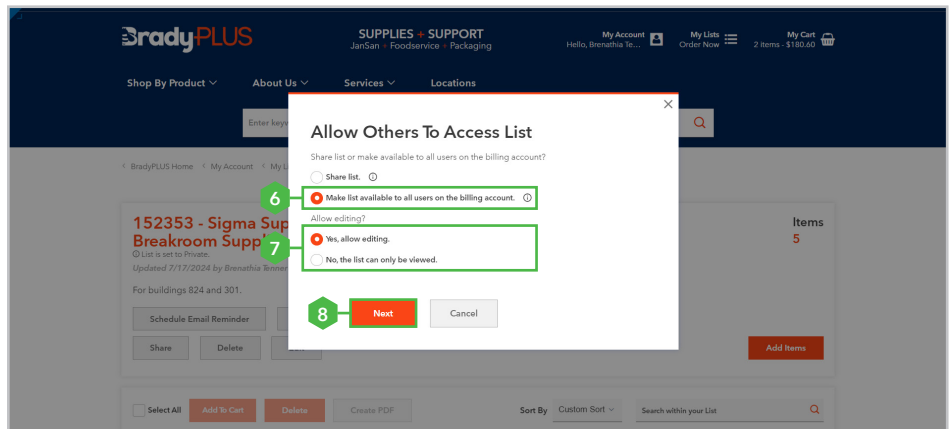 BradyPLUS
SUPPLIES + SUPPORT
JanSan + Foodservice + Packaging
My Account
Hello, Brenathia Te...
My Lists
Order Now
My Cart
2 Items - $180.60
Shop By Product
About Us
Services
Locations
Enter
Allow Others To Access List
Share list or make available to all users on the billing account?
Share list.
6
Make list available to all users on the billing account.
Allow editing?
7
Yes, allow editing.
No, the list can only be viewed.
8
Next
Cancel
BradyPLUS Home
My Account
My
152353 - Sigma
Breakroom
List is set to Private.
Updated 7/17/2024 by Brenathia Tenner
For buildings 824 and 301.
Items
5
Schedule Email Reminder
Share
Delete
Add Items
Select All
Add To Cart
Delete
Create PDF
Sort By
Custom Sort
Search within your List